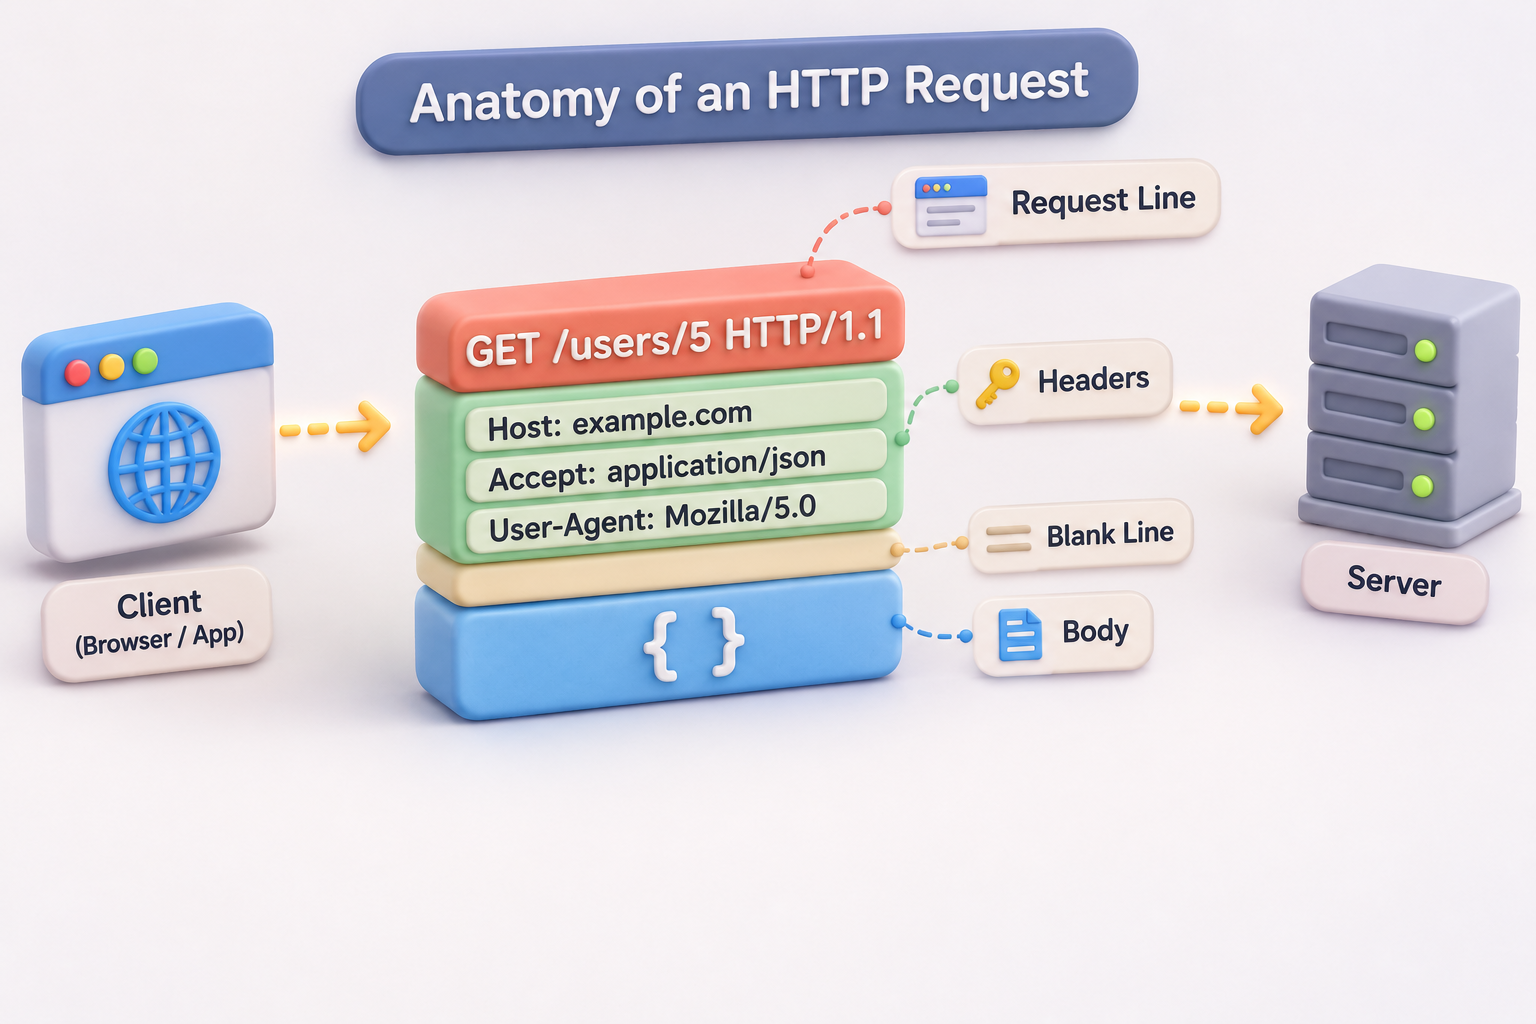 Anatomy of an HTTP Request
Request Line
GET /users/5 HTTP/1.1
Host: example.com
Accept: application/json
User-Agent: Mozilla/5.0
Headers
Blank Line
{ }
Body
Client
(Browser / App)
Server